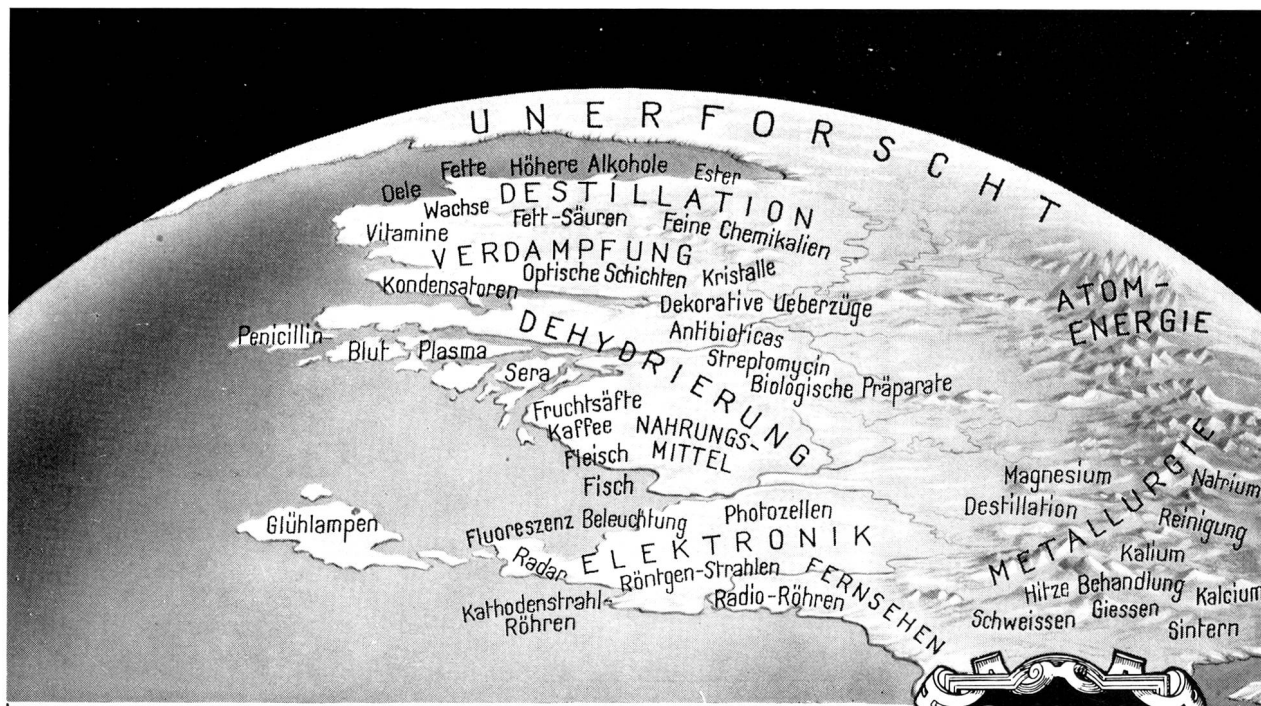 UNERFORSCHT
Fette Höhere Alkohole Ester
Oele
DESTILLATION
Wachse Fett-Säuren Feine Chemikalien
Vitamine
VERDAMPFUNG
Optische Schichten Kristalle
Kondensatoren
Dekorative Ueberzüge
ATOM-
ENERGIE
Penicillin
Blut Plasma
DEHYDRIERUNG
Antibioticas
Streptomycin
Sera
Biologische Präparate
Fruchtsäfte
Kaffee
NAHRUNGS-
MITTEL
Fleisch
Fisch
Magnesium
Natrium
Destillation
METALLURGIE
Reinigung
Kalium
Hitze Behandlung
Kalcium
Schweissen
Giessen
Sintern
Glühlampen
Fluoreszenz Beleuchtung
Photozellen
ELEKTRONIK
Radar
Röntgen-Strahlen
FERNSEHEN
Kathodenstrahl-
Röhren
Radio-Röhren